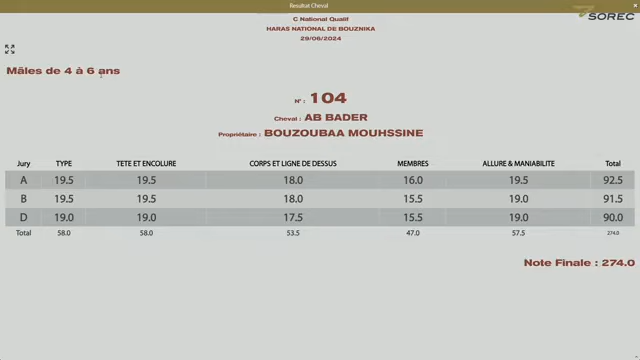 Resultat Cheval
SOREC
C National Qualif
HARAS NATIONAL DE BOUZNIKA
29/06/2024
Mâles de 4 à 6 ans
N° : 104
Cheval : AB BADER
Propriétaire : BOUZOUBAA MOUHSSINE
Jury TYPE TETE ET ENCOLURE CORPS ET LIGNE DE DESSUS MEMBRES ALLURE & MANIABILITE Total
A 19.5 19.5 18.0 16.0 19.5 92.5
B 19.5 19.5 18.0 15.5 19.0 91.5
D 19.0 19.0 17.5 15.5 19.0 90.0
Total 58.0 58.0 53.5 47.0 57.5 274.0
Note Finale : 274.0